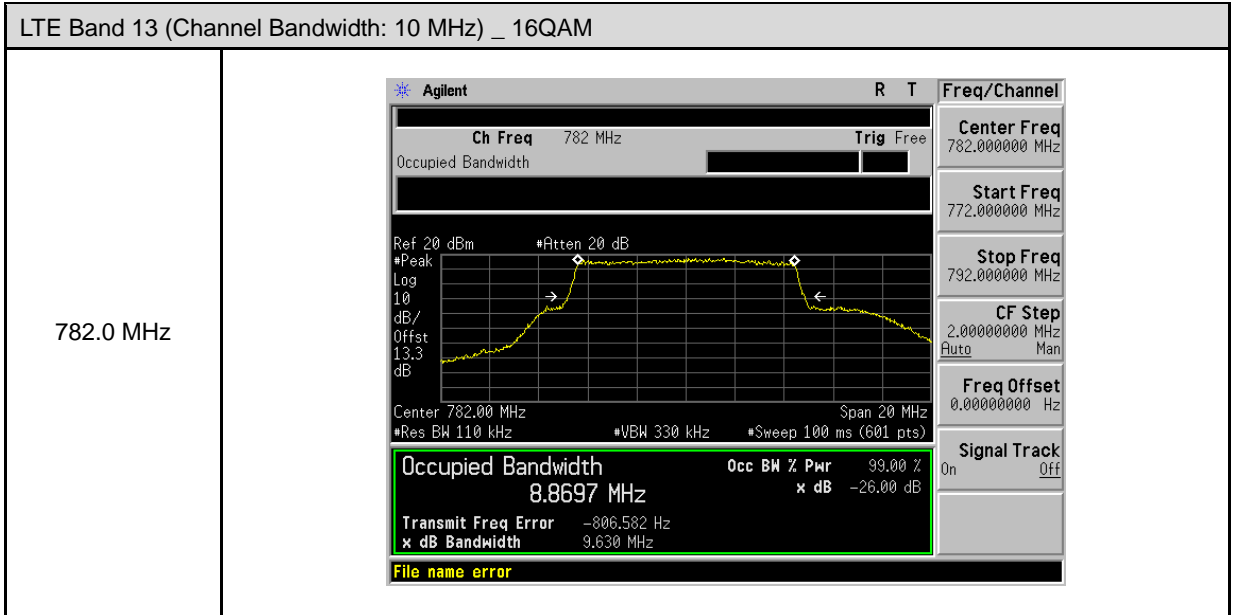 LTE Band 13 (Channel Bandwidth: 10 MHz) _ 16QAM
782.0 MHz
Agilent R T
Ch Freq 782 MHz Trig Free
Occupied Bandwidth
Ref 20 dBm #Atten 20 dB
#Peak
Log
10
dB/
Offst
13.3
dB
Center 782.00 MHz Span 20 MHz
#Res BW 110 kHz #VBW 330 kHz #Sweep 100 ms (601 pts)
Occupied Bandwidth Occ BW % Pwr 99.00 %
8.8697 MHz x dB -26.00 dB
Transmit Freq Error -806.582 Hz
x dB Bandwidth 9.630 MHz
File name error
Freq/Channel
Center Freq
782.000000 MHz
Start Freq
772.000000 MHz
Stop Freq
792.000000 MHz
CF Step
2.00000000 MHz
Auto Man
Freq Offset
0.00000000 Hz
Signal Track
On Off